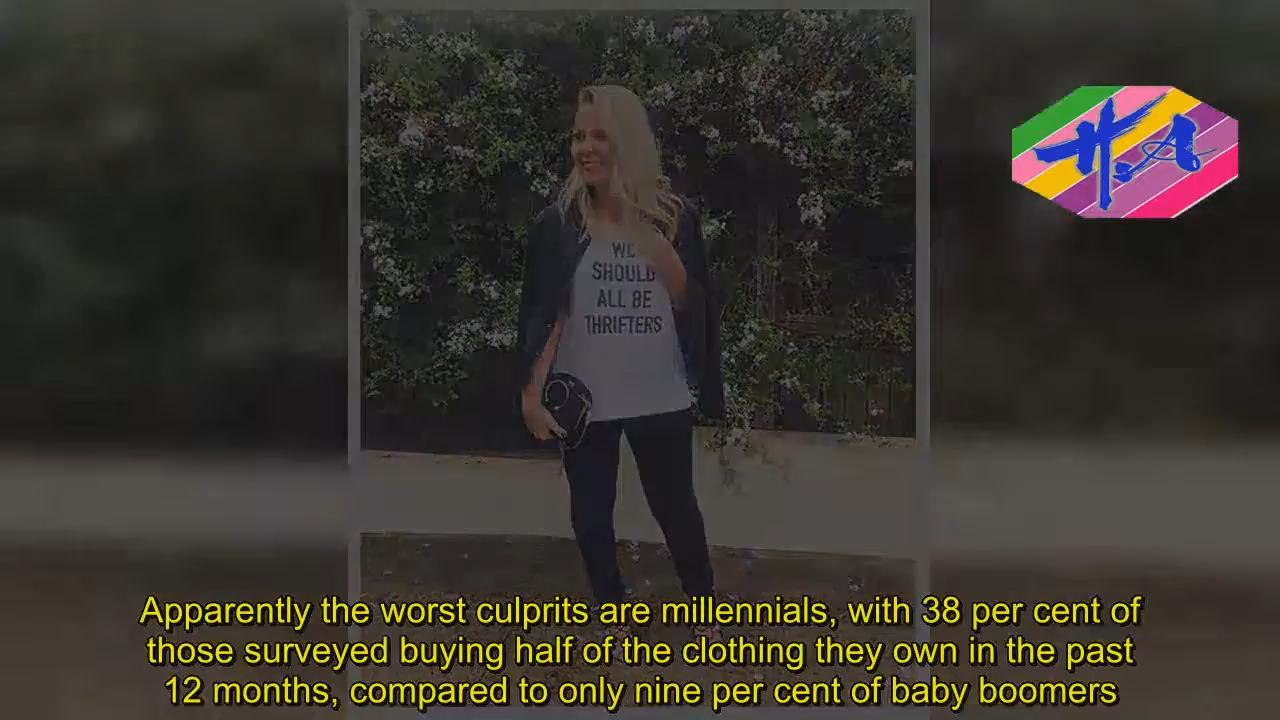 H.A
WE
SHOULD
ALL BE
THRIFTERS
Apparently the worst culprits are millennials, with 38 per cent of
those surveyed buying half of the clothing they own in the past
12 months, compared to only nine per cent of baby boomers